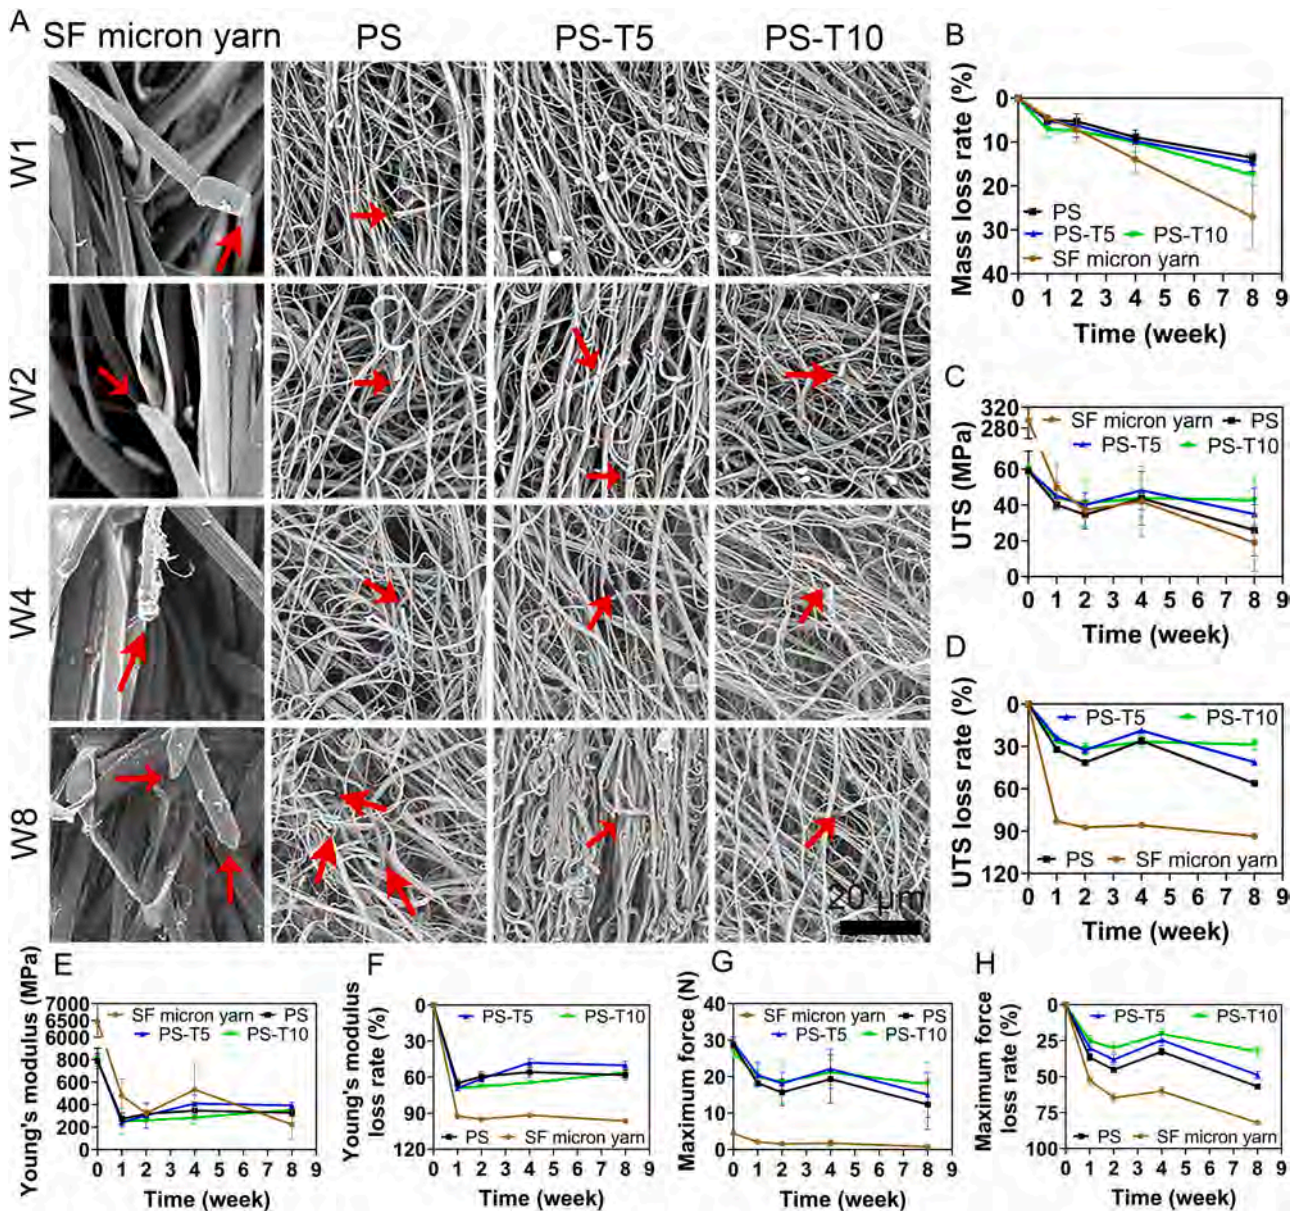 A
SF micron yarn PS PS-T5 PS-T10
W1
W2
W4
W8
20 μm
B
Mass loss rate (%)
0
10
20
30
40
PS
PS-T5 PS-T10
SF micron yarn
0 1 2 3 4 5 6 7 8 9
Time (week)
C
UTS (MPa)
320
280
60
40
20
0
SF micron yarn PS
PS-T5 PS-T10
0 1 2 3 4 5 6 7 8 9
Time (week)
D
UTS loss rate (%)
0
30
60
90
120
PS-T5 PS-T10
PS SF micron yarn
0 1 2 3 4 5 6 7 8 9
Time (week)
E
Young's modulus (MPa)
7000
6500
6000
800
600
400
200
0
SF micron yarn PS
PS-T5 PS-T10
0 1 2 3 4 5 6 7 8 9
Time (week)
F
Young's modulus
loss rate (%)
0
30
60
90
120
PS-T5 PS-T10
PS SF micron yarn
0 1 2 3 4 5 6 7 8 9
Time (week)
G
Maximum force (N)
40
30
20
10
0
SF micron yarn PS
PS-T5 PS-T10
0 1 2 3 4 5 6 7 8 9
Time (week)
H
Maximum force
loss rate (%)
0
25
50
75
100
PS-T5 PS-T10
PS SF micron yarn
0 1 2 3 4 5 6 7 8 9
Time (week)